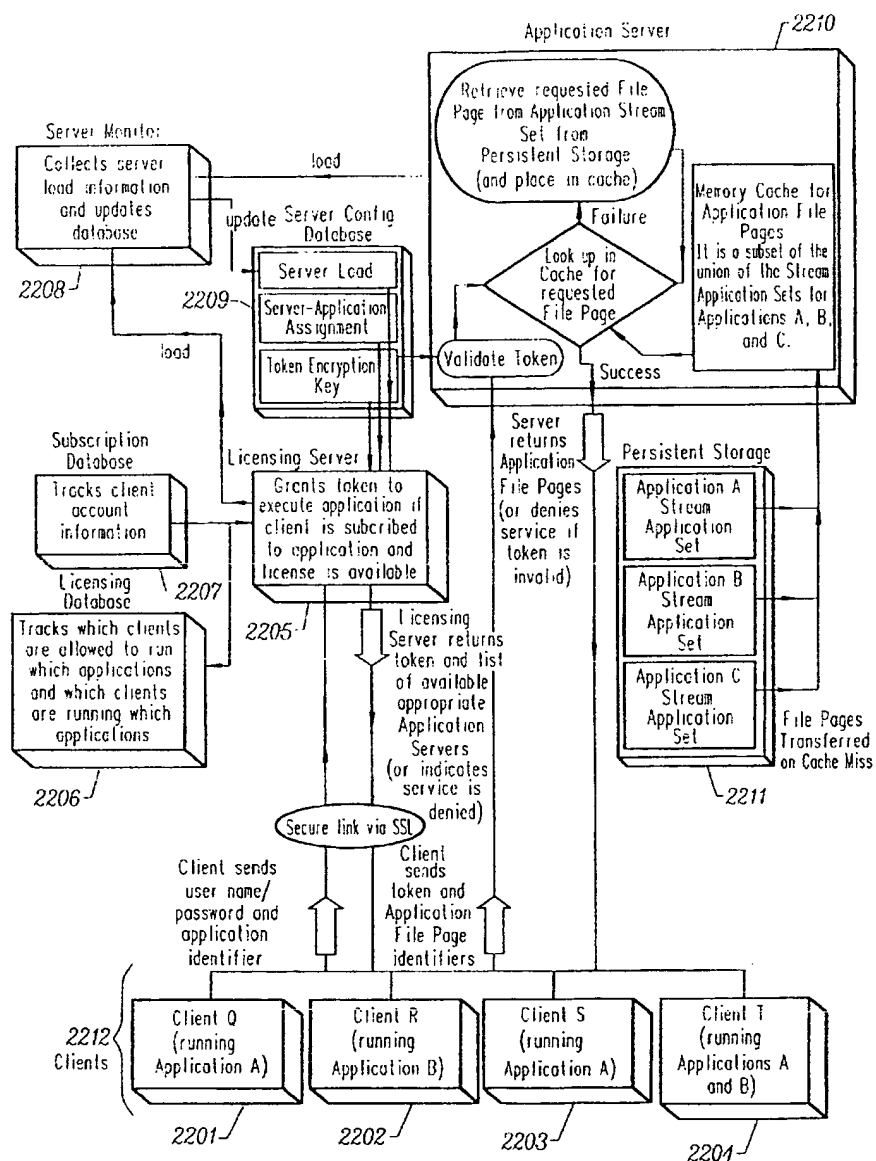 2210
Application Server
Retrieve requested File
Page from Application Stream
Set from
Persistent Storage
(and place in cache)
Server Monitor
Collects server
load information
and updates
database
2208
load
update
Server Config
Database
2209
Server Load
Server-Application
Assignment
Token Encryption
Key
Failure
Look up in
Cache for
requested
File Page
Memory Cache for
Application File
Pages
It is a subset of the
union of the Stream
Application Sets for
Applications A, B,
and C.
Validate Token
Success
load
Subscription
Database
Tracks client
account
information
2207
Licensing Server
Grants token to
execute application if
client is subcribed
to application and
license is available
2205
Server
returns
Application
File Pages
(or denies
service if
token is
invalid)
Persistent Storage
Application A
Stream
Application
Set
Application B
Stream
Application
Set
Application C
Stream
Application
Set
2211
File Pages
Transferred
on Cache Miss
Licensing
Database
Tracks which clients
are allowed to run
which applications
and which clients
are running which
applications
2206
Licensing
Server returns
token and list
of available
appropriate
Application
Servers
(or indicates
service is
denied)
Secure link via SSL
Client sends
user name/
password and
application
identifier
Client
sends
token and
Application
File Page
identifiers
2212
Clients
Client Q
(running
Application A)
2201
Client R
(running
Application B)
2202
Client S
(running
Application A)
2203
Client T
(running
Applications A
and B)
2204